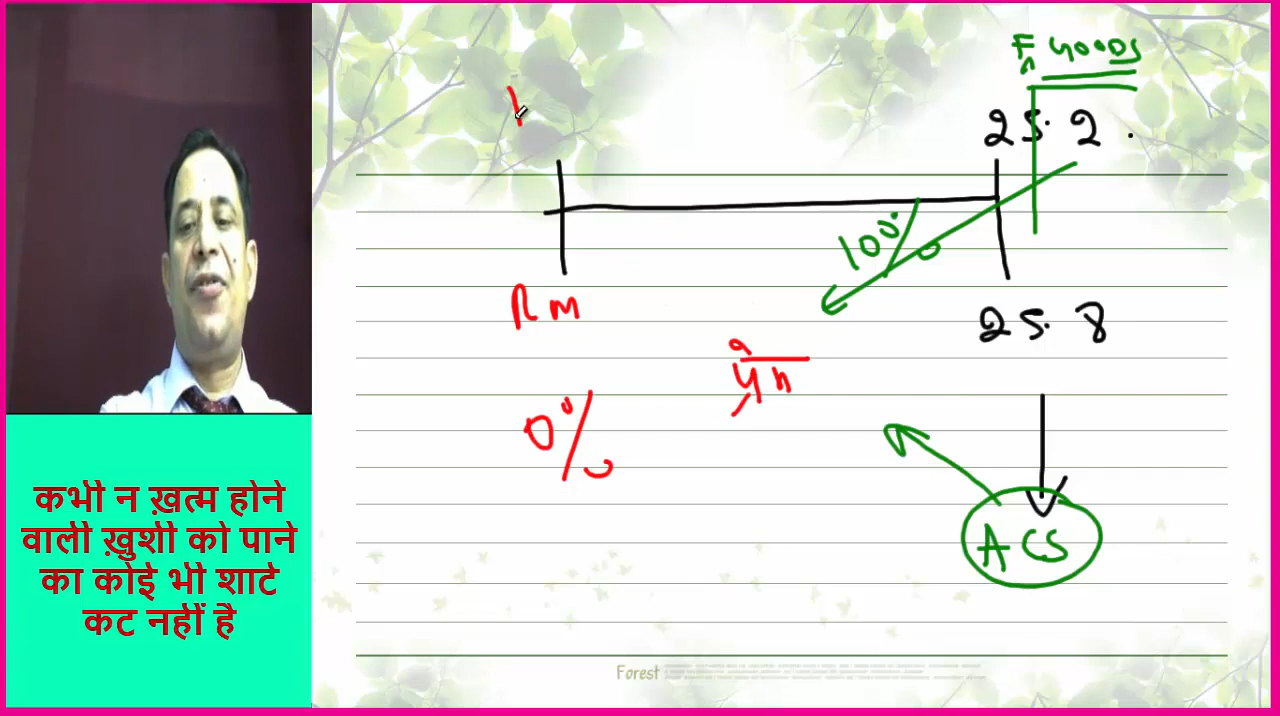 F GOODS
25.2.
100%
RM
25.8
0%
ACS
कभी न ख़त्म होने
वाली ख़ुशी को पाने
का कोई भी शार्ट
कट नहीं है
Forest